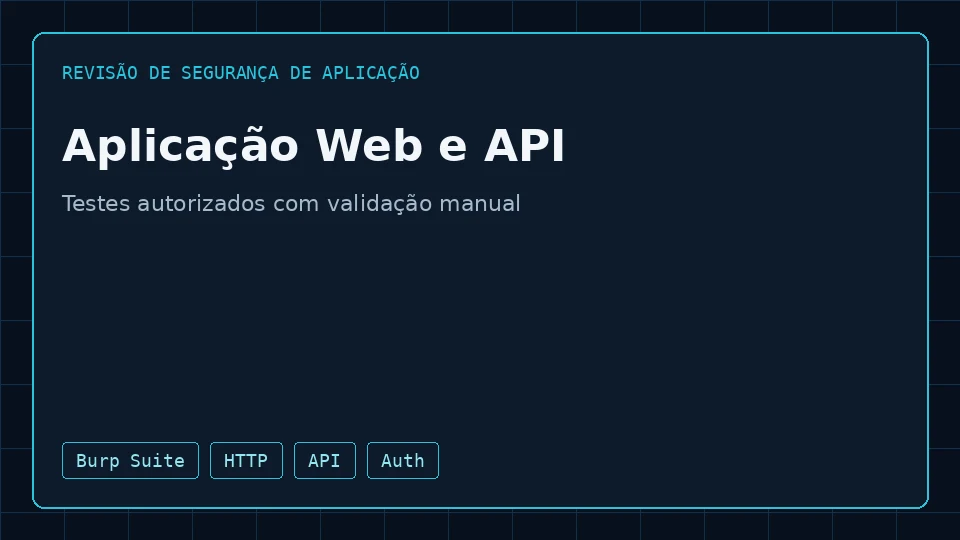 REVISÃO DE SEGURANÇA DE APLICAÇÃO
Aplicação Web e API
Testes autorizados com validação manual
Burp Suite HTTP API Auth